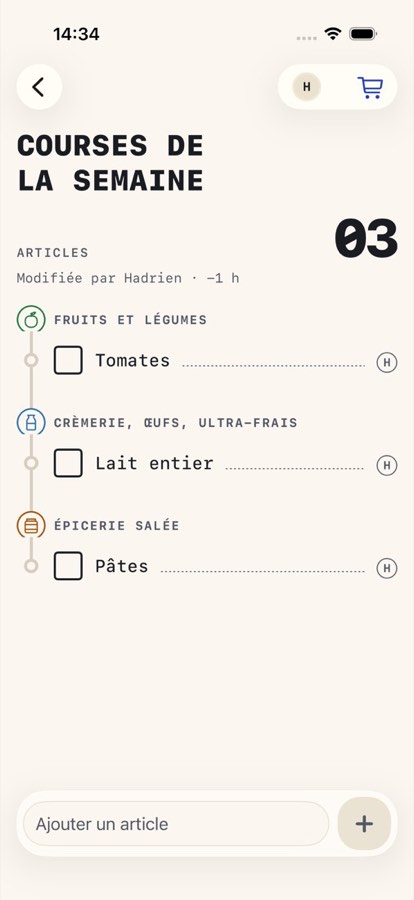 14:34
H
COURSES DE
LA SEMAINE
03
ARTICLES
Modifiée par Hadrien · −1 h
FRUITS ET LÉGUMES
Tomates H
CRÈMERIE, ŒUFS, ULTRA−FRAIS
Lait entier H
ÉPICERIE SALÉE
Pâtes H
Ajouter un article